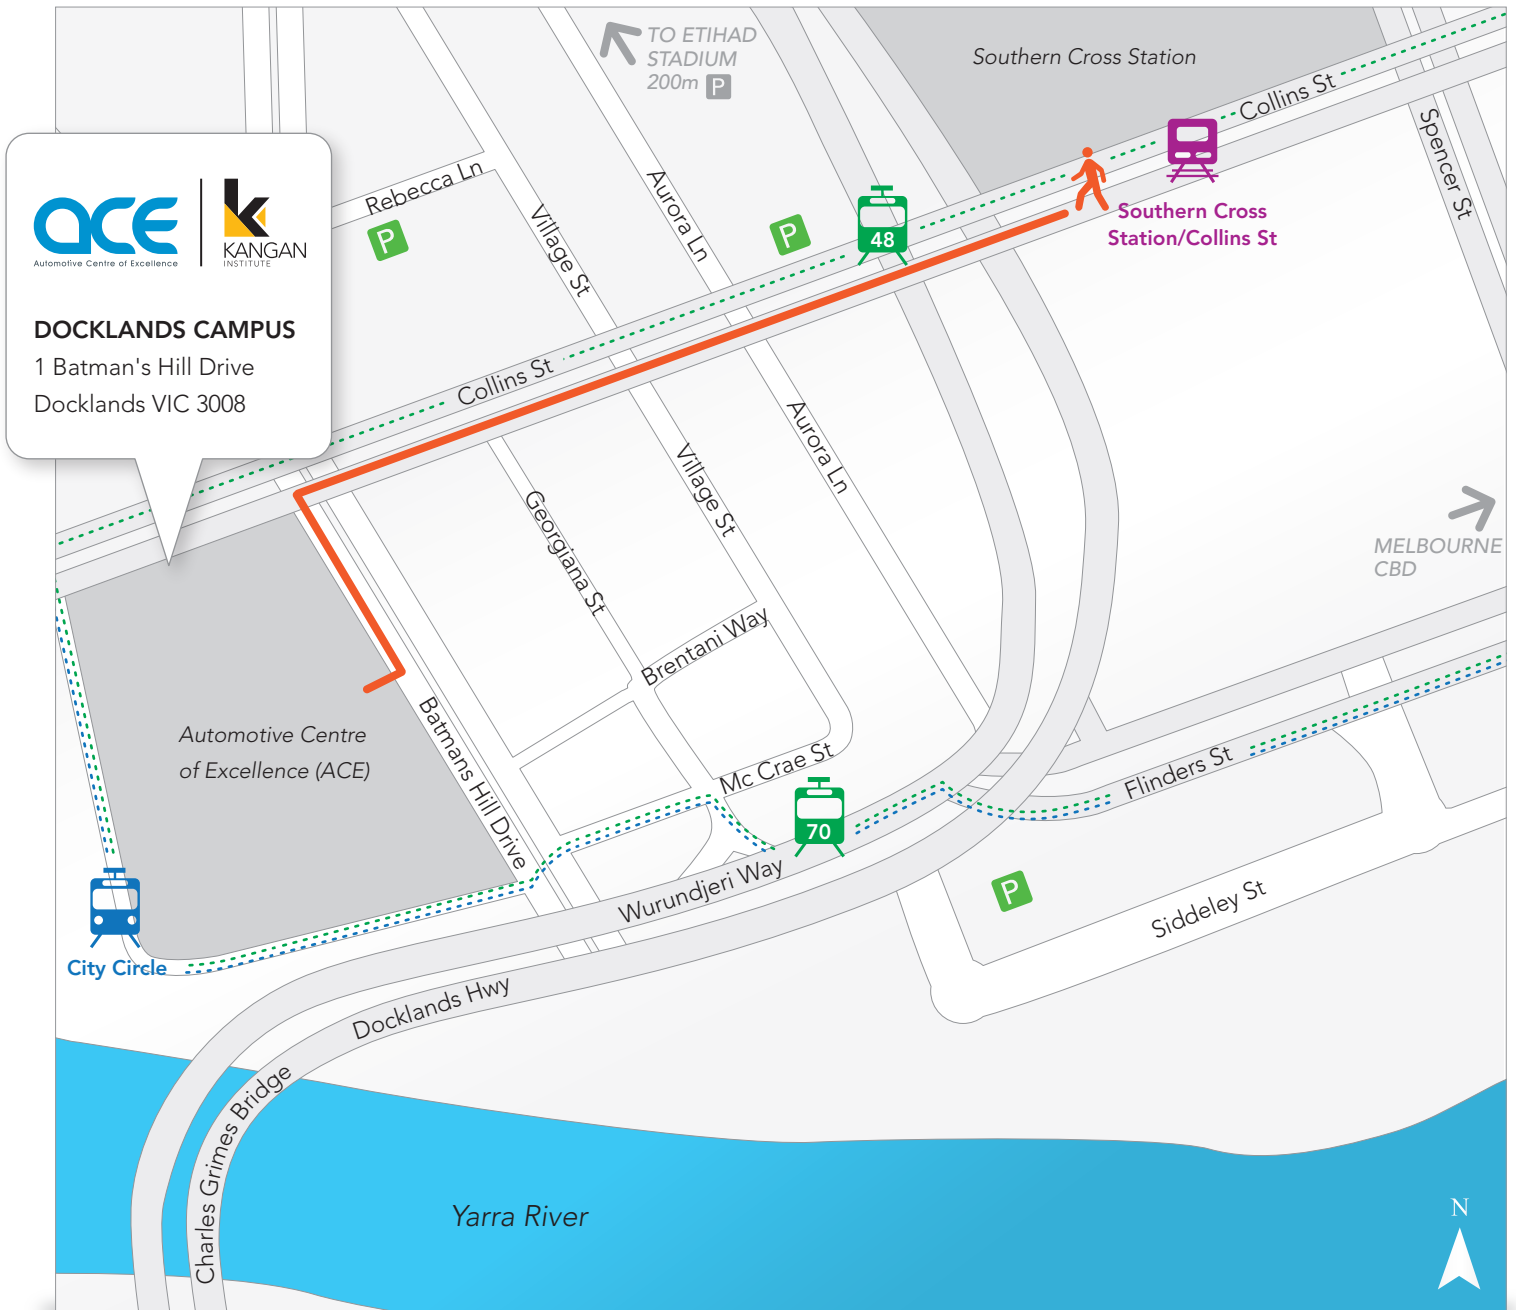 TO ETIHAD
STADIUM
200m P
Southern Cross Station
Collins St
Spencer St
Southern Cross
Station/Collins St
48
P
P
Rebecca Ln
Village St
Aurora Ln
ACE
Automotive Centre of Excellence
k
KANGAN
INSTITUTE
DOCKLANDS CAMPUS
1 Batman's Hill Drive
Docklands VIC 3008
Collins St
Georgiana St
Village St
Aurora Ln
MELBOURNE
CBD
Brentani Way
Automotive Centre
of Excellence (ACE)
Batmans Hill Drive
Mc Crae St
Flinders St
70
Wurundjeri Way
P
Siddeley St
City Circle
Docklands Hwy
Charles Grimes Bridge
Yarra River
N